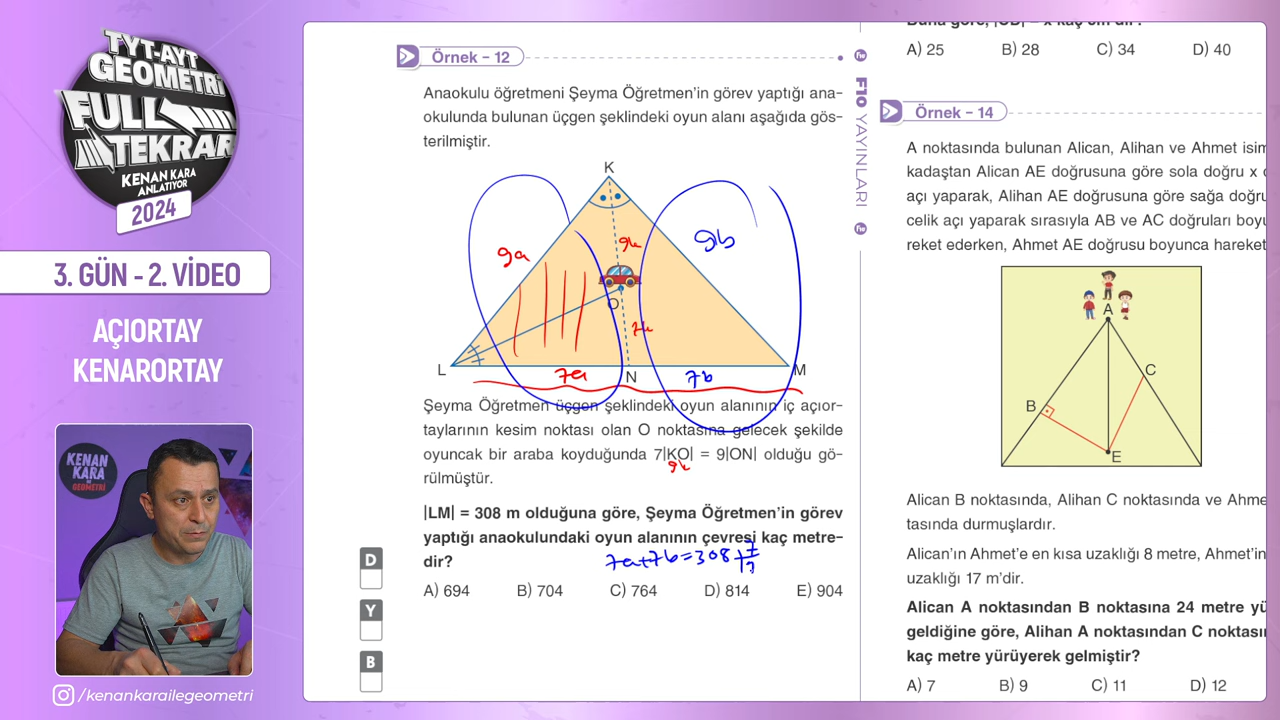 TYT-AYT
GEOMETRİ
FULL
TEKRAR
KENAN KARA
ANLATIYOR
2024
3. GÜN - 2. VİDEO
AÇIORTAY
KENARORTAY
KENAN
KARA
GEOMETRİ
/kenankarailegeometri
Örnek – 12
Anaokulu öğretmeni Şeyma Öğretmen'in görev yaptığı ana-
okulunda bulunan üçgen şeklindeki oyun alanı aşağıda gös-
terilmiştir.
K
9a
9k
9b
O
7k
L
7a
N
7b
M
Şeyma Öğretmen üçgen şeklindeki oyun alanının iç açıor-
taylarının kesim noktası olan O noktasına gelecek şekilde
oyuncak bir araba koyduğunda 7|KO| = 9|ON| olduğu gö-
9k
rülmüştür.
|LM| = 308 m olduğuna göre, Şeyma Öğretmen'in görev
yaptığı anaokulundaki oyun alanının çevresi kaç metre-
dir?
7a+7b=308
A) 694 B) 704 C) 764 D) 814 E) 904
D
Y
B
F10 YAYINLARI
Buna göre, |CD| = x kaç cm dir?
A) 25 B) 28 C) 34 D) 40
Örnek – 14
A noktasında bulunan Alican, Alihan ve Ahmet isim
kadaştan Alican AE doğrusuna göre sola doğru x
açı yaparak, Alihan AE doğrusuna göre sağa doğru
celik açı yaparak sırasıyla AB ve AC doğruları boyu
reket ederken, Ahmet AE doğrusu boyunca hareket
A
C
B
E
Alican B noktasında, Alihan C noktasında ve Ahme
tasında durmuşlardır.
Alican'ın Ahmet'e en kısa uzaklığı 8 metre, Ahmet'in
uzaklığı 17 m'dir.
Alican A noktasından B noktasına 24 metre yü
geldiğine göre, Alihan A noktasından C noktası
kaç metre yürüyerek gelmiştir?
A) 7 B) 9 C) 11 D) 12